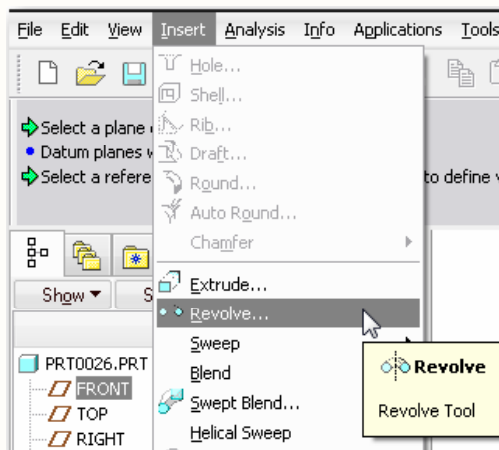 File Edit View Insert Analysis Info Applications Tools
Hole...
Shell...
Select a plane
Rib...
Datum planes
Draft...
Select a refere
Round...
to define
Auto Round...
Chamfer
Extrude...
Show
S
Revolve...
Sweep
PRT0026.PRT
Blend
Revolve
FRONT
Swept Blend...
TOP
Revolve Tool
RIGHT
Helical Sweep